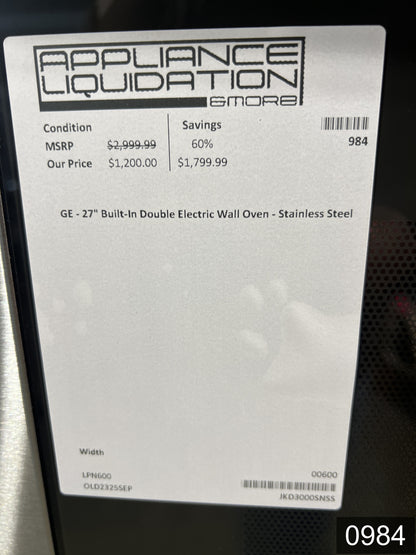 APPLIANCE
LIQUIDATION
&MORE
Condition
Savings
MSRP $2,999.99 60%
984
Our Price $1,200.00 $1,799.99
GE - 27" Built-In Double Electric Wall Oven - Stainless Steel
Width
LPN600 00600
OLD2325SEP
JKD3000SNSS
0984